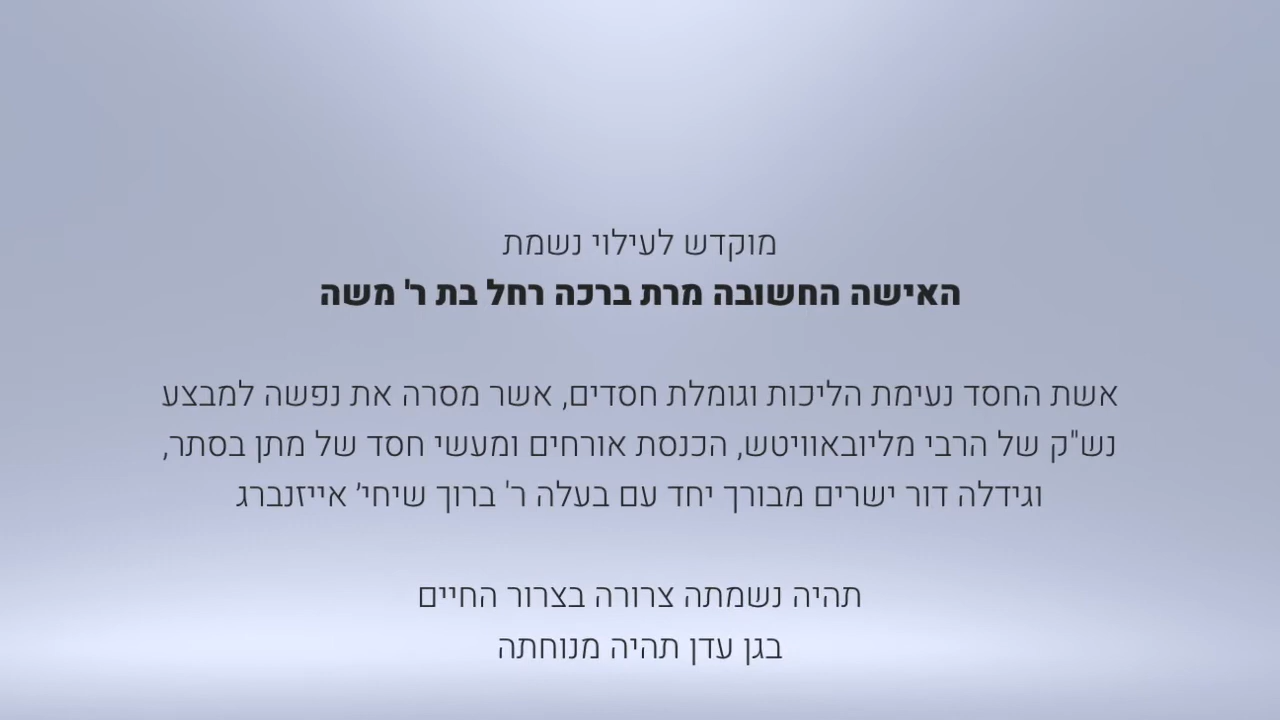 מוקדש לעילוי נשמת
האישה החשובה מרת ברכה רחל בת ר' משה
אשת החסד נעימת הליכות וגומלת חסדים, אשר מסרה את נפשה למבצע
נש"ק של הרבי מליובאוויטש, הכנסת אורחים ומעשי חסד של מתן בסתר,
וגידלה דור ישרים מבורך יחד עם בעלה ר' ברוך שיחי׳ אייזנברג
תהיה נשמתה צרורה בצרור החיים
בגן עדן תהיה מנוחתה